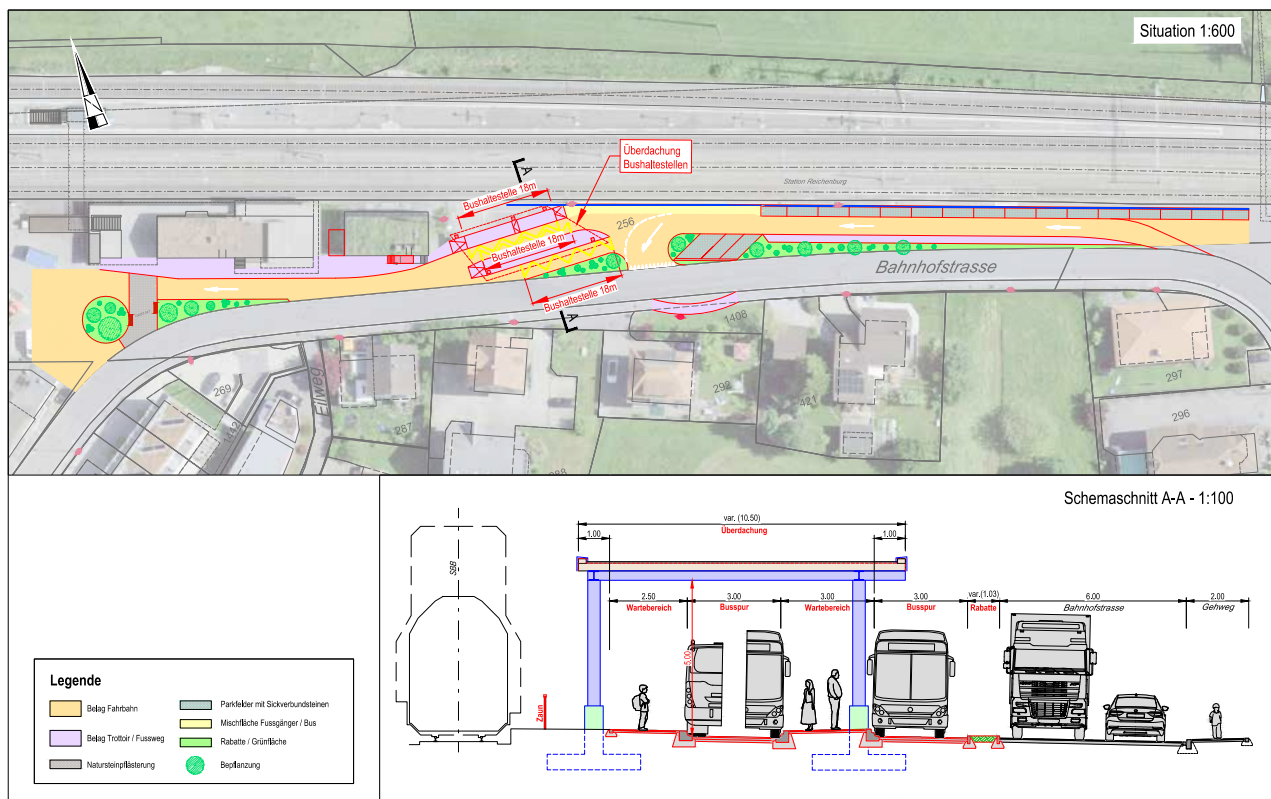 Situation 1:600
Überdachung
Bushaltestellen
A
Bushaltestelle 18m
Station Reichenburg
256
Bushaltestelle 18m
Bahnhofstrasse
Bushaltestelle 18m
A
1408
Eliweg
269
287
292
421
297
296
Schemaschnitt A-A - 1:100
var. (10.50)
Überdachung
1.00
1.00
SBB
2.50
3.00
3.00
3.00
var.(1.03)
6.00
2.00
Wartebereich
Busspur
Wartebereich
Busspur
Rabatte
Bahnhofstrasse
Gehweg
5.00
Zaun
Legende
Belag Fahrbahn
Parkfelder mit Sickerverbundsteinen
Mischfläche Fussgänger / Bus
Belag Trottoir / Fussweg
Rabatte / Grünfläche
Natursteinpflästerung
Bepflanzung